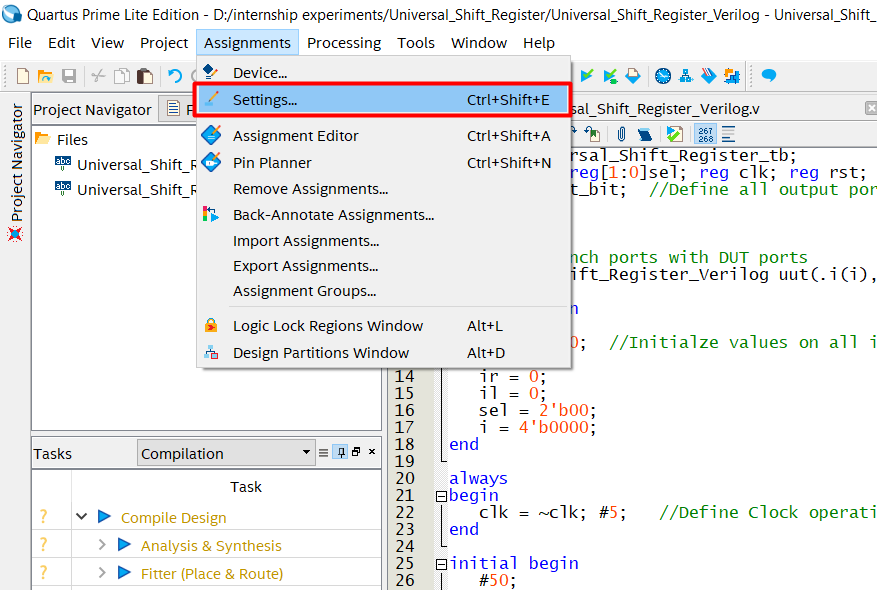 Quartus Prime Lite Edition - D:/internship experiments/Universal_Shift_Register/Universal_Shift_Register_Verilog - Universal_Shift_
File Edit View Project Assignments Processing Tools Window Help
Device...
Settings... Ctrl+Shift+E
Assignment Editor Ctrl+Shift+A
Pin Planner Ctrl+Shift+N
Remove Assignments...
Back-Annotate Assignments...
Import Assignments...
Export Assignments...
Assignment Groups...
Logic Lock Regions Window Alt+L
Design Partitions Window Alt+D
Project Navigator
Project Navigator
Files
abc Universal_Shift_R
abc Universal_Shift_R
sal_Shift_Register_Verilog.v
267
268
rsal_Shift_Register_tb;
reg[1:0]sel; reg clk; reg rst;
t_bit; //Define all output por
nch ports with DUT ports
ift_Register_Verilog uut(.i(i),
n
0; //Initialze values on all i
14 ir = 0;
15 il = 0;
16 sel = 2'b00;
17 i = 4'b0000;
18 end
19
20 always
21 begin
22 clk = ~clk; #5; //Define Clock operati
23 end
24
25 initial begin
26 #50;
Tasks Compilation
Task
? Compile Design
? Analysis & Synthesis
? Fitter (Place & Route)